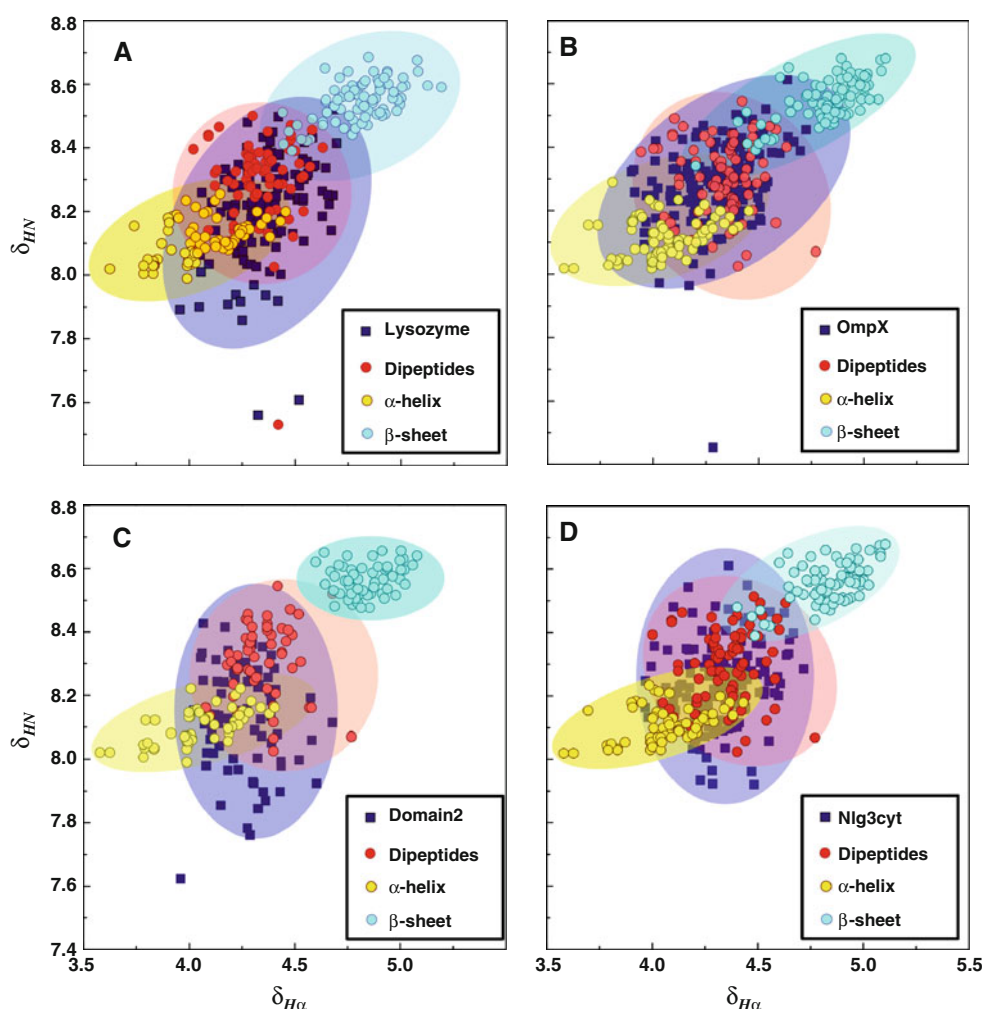 A
B
8.8
8.6
8.4
8.2
8.0
7.8
7.6
δHN
Lysozyme
Dipeptides
α-helix
β-sheet
OmpX
Dipeptides
α-helix
β-sheet
C
D
8.8
8.6
8.4
8.2
8.0
7.8
7.6
7.4
δHN
Domain2
Dipeptides
α-helix
β-sheet
Nlg3cyt
Dipeptides
α-helix
β-sheet
3.5 4.0 4.5 5.0
3.5 4.0 4.5 5.0 5.5
δHα
δHα